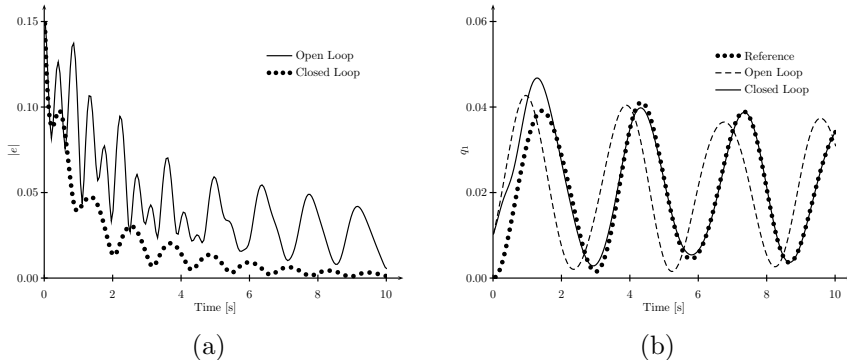 0.15
0.10
0.05
0.00
|e|
0 2 4 6 8 10
Time [s]
Open Loop
Closed Loop
(a)
0.06
0.04
0.02
0.00
q₁
0 2 4 6 8 10
Time [s]
Reference
Open Loop
Closed Loop
(b)